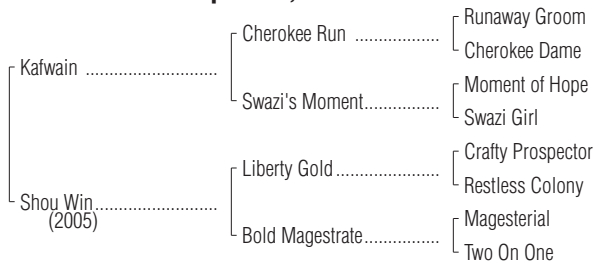 Runaway Groom
Cherokee Run ..................
Cherokee Dame
Kafwain ............................
Moment of Hope
Swazi's Moment................
Swazi Girl
Crafty Prospector
Liberty Gold ......................
Restless Colony
Shou Win..........................
(2005)
Magesterial
Bold Magestrate................
Two On One